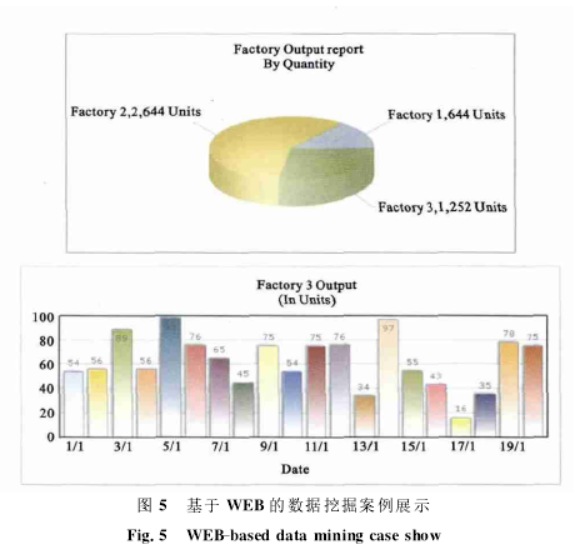 Factory Output report
By Quantity
Factory 2,2,644 Units
Factory 1,644 Units
Factory 3,1,252 Units
Factory 3 Output
(In Units)
100
80
60
40
20
0
54 56 89 56 76 65 45 75 54 75 76 34 97 55 43 16 35 78 75
1/1 3/1 5/1 7/1 9/1 11/1 13/1 15/1 17/1 19/1
Date
图 5 基于 WEB 的数据挖掘案例展示
Fig. 5 WEB-based data mining case show